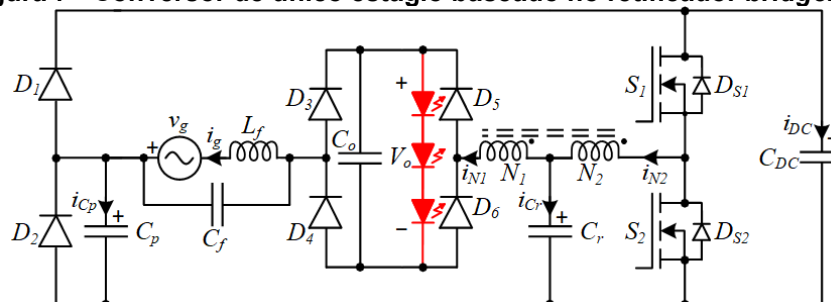 D1
D2
vg
+
ig
Lf
iCp
+
Cp
Cf
D3
D4
Co
+
Vo
−
D5
D6
iN1
N1
N2
iN2
iCr
+
Cr
S1
DS1
S2
DS2
iDC
CDC